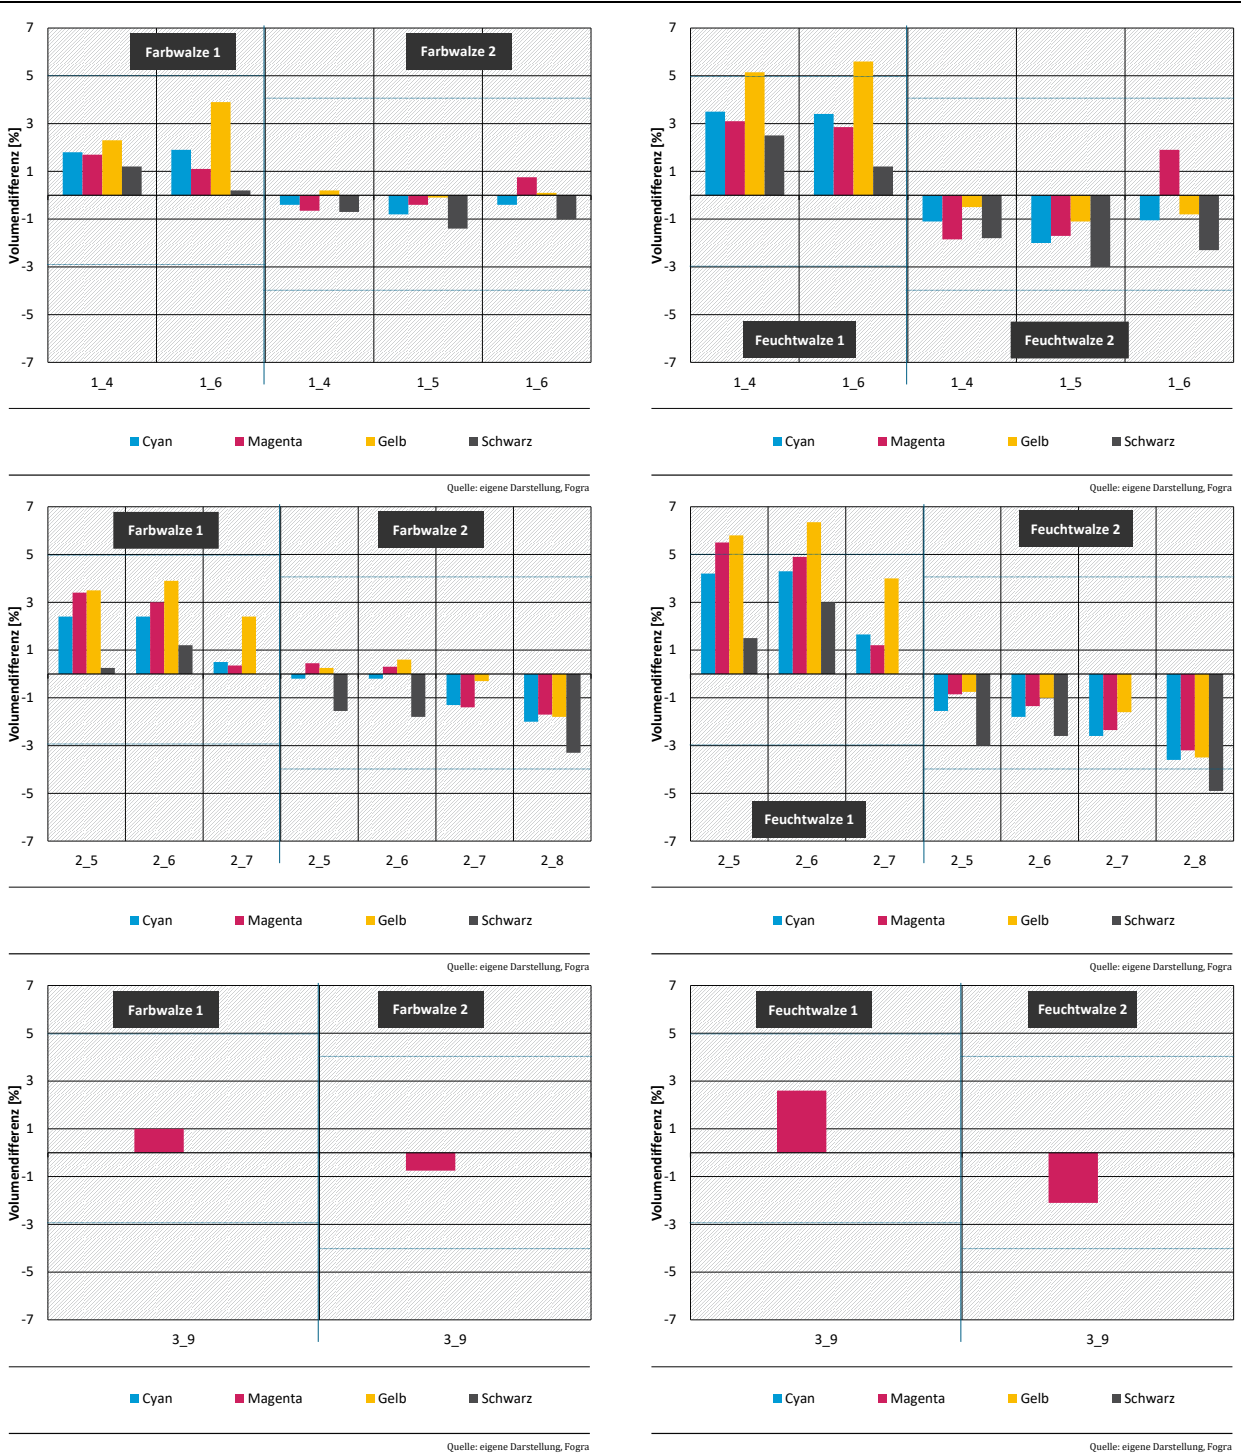 7
5
3
1
-1
-3
-5
-7
Volumendifferenz [%]
Farbwalze 1
Farbwalze 2
1_4
1_6
1_4
1_5
1_6
Cyan
Magenta
Gelb
Schwarz
Quelle: eigene Darstellung, Fogra
7
5
3
1
-1
-3
-5
-7
Volumendifferenz [%]
Feuchtwalze 1
Feuchtwalze 2
1_4
1_6
1_4
1_5
1_6
Cyan
Magenta
Gelb
Schwarz
Quelle: eigene Darstellung, Fogra
7
5
3
1
-1
-3
-5
-7
Volumendifferenz [%]
Farbwalze 1
Farbwalze 2
2_5
2_6
2_7
2_5
2_6
2_7
2_8
Cyan
Magenta
Gelb
Schwarz
Quelle: eigene Darstellung, Fogra
7
5
3
1
-1
-3
-5
-7
Volumendifferenz [%]
Feuchtwalze 2
Feuchtwalze 1
2_5
2_6
2_7
2_5
2_6
2_7
2_8
Cyan
Magenta
Gelb
Schwarz
Quelle: eigene Darstellung, Fogra
7
5
3
1
-1
-3
-5
-7
Volumendifferenz [%]
Farbwalze 1
Farbwalze 2
3_9
3_9
Cyan
Magenta
Gelb
Schwarz
Quelle: eigene Darstellung, Fogra
7
5
3
1
-1
-3
-5
-7
Volumendifferenz [%]
Feuchtwalze 1
Feuchtwalze 2
3_9
3_9
Cyan
Magenta
Gelb
Schwarz
Quelle: eigene Darstellung, Fogra